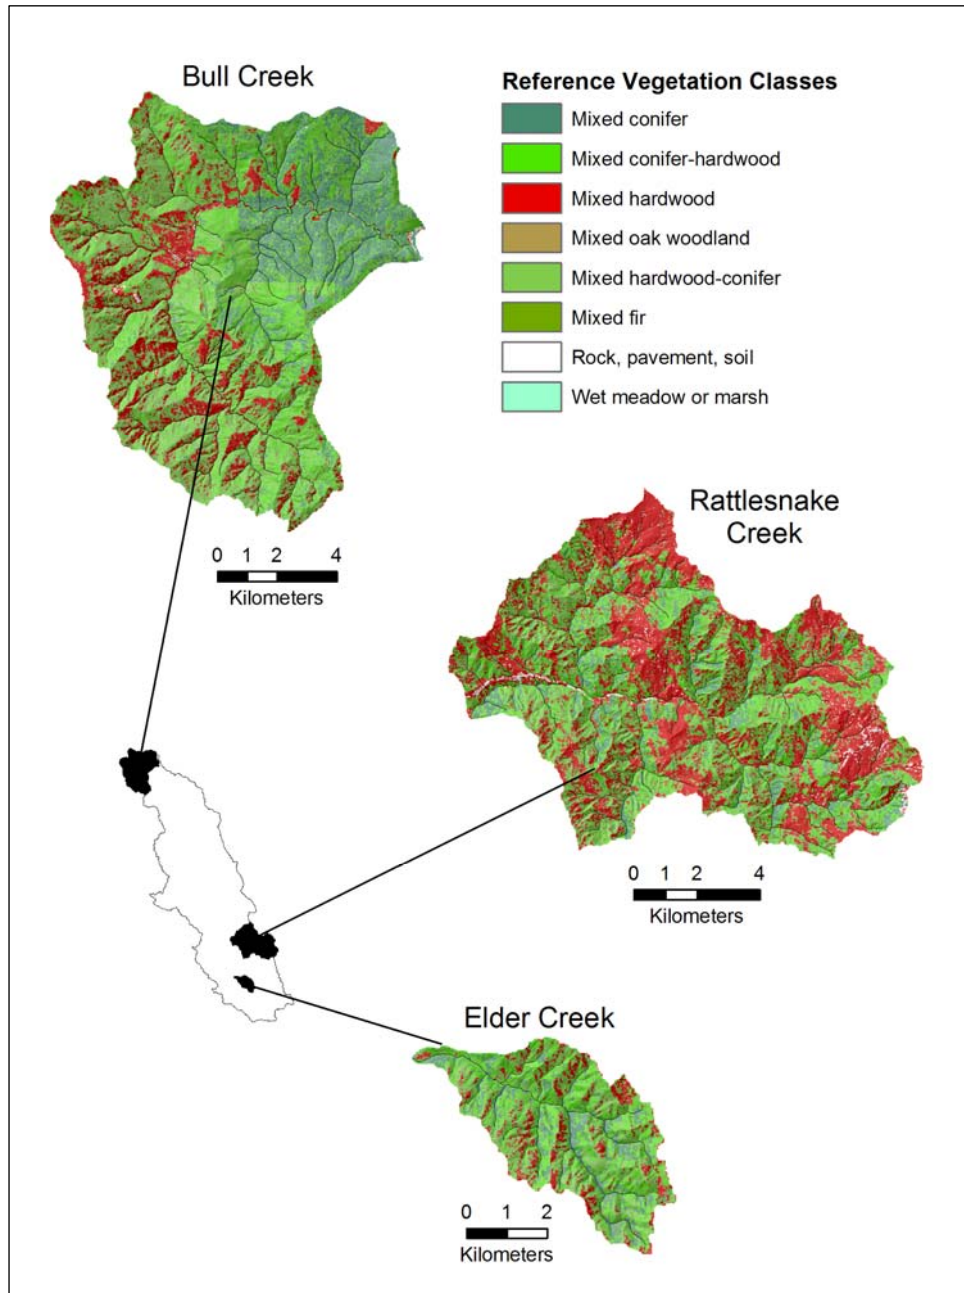 Bull Creek
Reference Vegetation Classes
Mixed conifer
Mixed conifer-hardwood
Mixed hardwood
Mixed oak woodland
Mixed hardwood-conifer
Mixed fir
Rock, pavement, soil
Wet meadow or marsh
0 1 2 4
Kilometers
Rattlesnake
Creek
0 1 2 4
Kilometers
Elder Creek
0 1 2
Kilometers